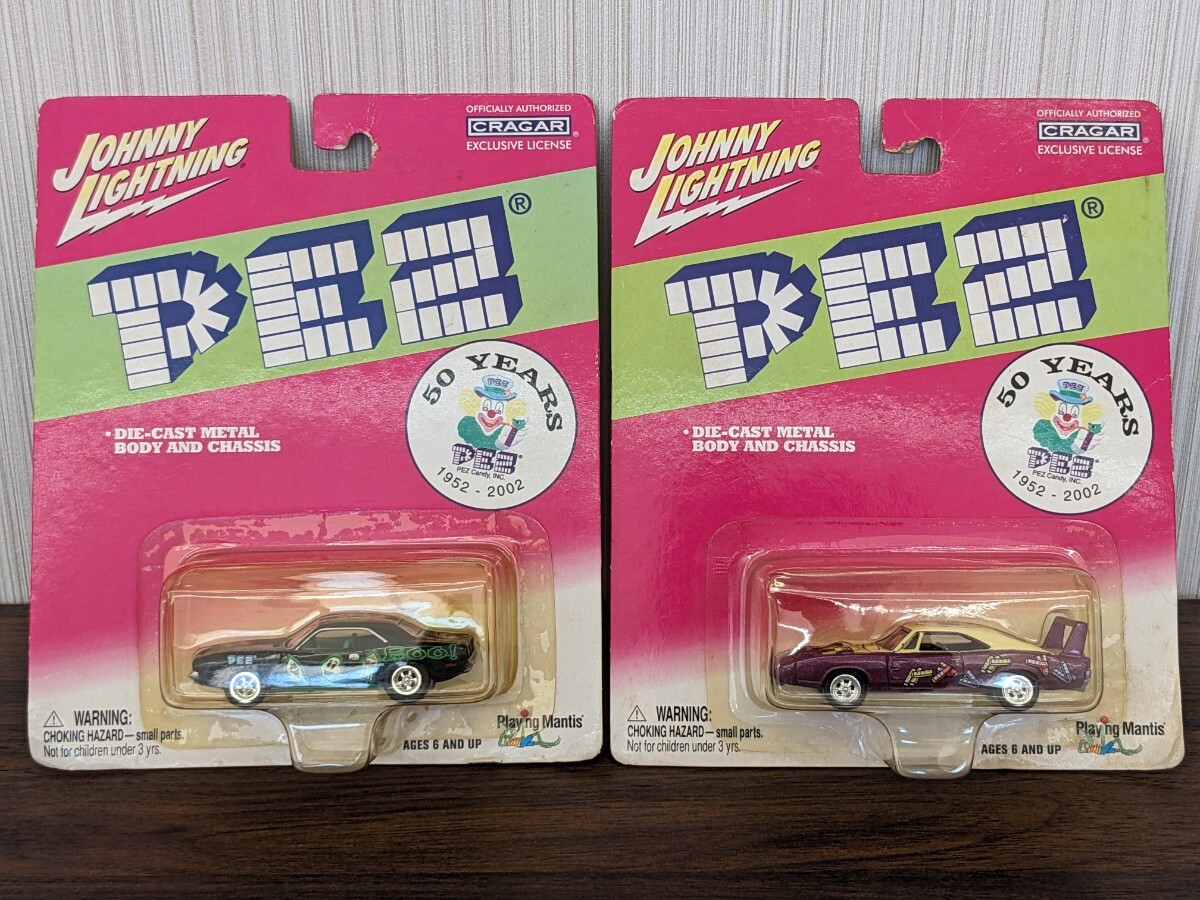 JOHNNY
LIGHTNING
OFFICIALLY AUTHORIZED
CRAGAR®
EXCLUSIVE LICENSE
PEZ®
50 YEARS
PEZ
PEZ
PEZ Candy, INC.
1952 - 2002
• DIE-CAST METAL
BODY AND CHASSIS
PEZ
BOO!
⚠ WARNING:
CHOKING HAZARD — small parts.
Not for children under 3 yrs.
AGES 6 AND UP
Playing Mantis
JOHNNY
LIGHTNING
OFFICIALLY AUTHORIZED
CRAGAR®
EXCLUSIVE LICENSE
PEZ®
50 YEARS
PEZ
PEZ
PEZ Candy, INC.
1952 - 2002
• DIE-CAST METAL
BODY AND CHASSIS
⚠ WARNING:
CHOKING HAZARD — small parts.
Not for children under 3 yrs.
AGES 6 AND UP
Playing Mantis